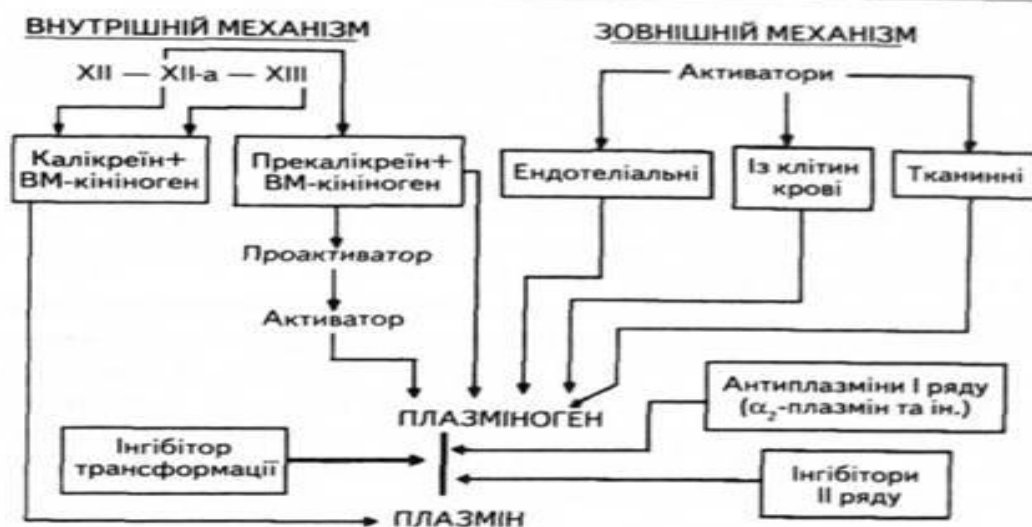 ВНУТРІШНІЙ МЕХАНІЗМ
ЗОВНІШНІЙ МЕХАНІЗМ
XII — XII-a — XIII
Активатори
Калікреїн+
ВМ-кініноген
Прекалікреїн+
ВМ-кініноген
Ендотеліальні
Із клітин
крові
Тканинні
Проактиватор
Активатор
ПЛАЗМІНОГЕН
Антиплазміни I ряду
(α₂-плазмін та ін.)
Інгібітор
трансформації
Інгібітори
II ряду
ПЛАЗМІН